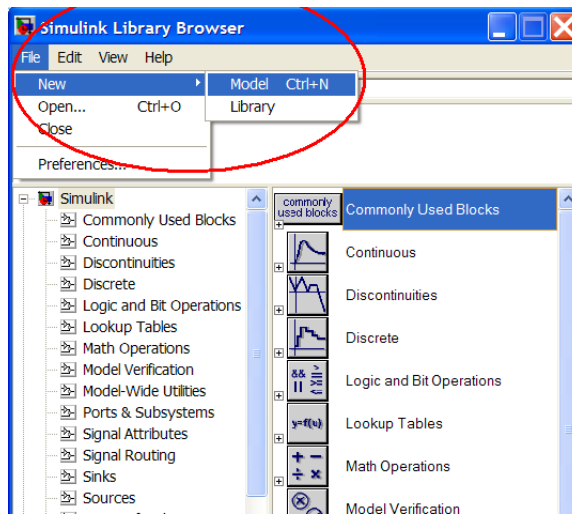 Simulink Library Browser
File Edit View Help
New
Model Ctrl+N
Open... Ctrl+O
Library
Close
Preferences...
Simulink
Commonly Used Blocks
Continuous
Discontinuities
Discrete
Logic and Bit Operations
Lookup Tables
Math Operations
Model Verification
Model-Wide Utilities
Ports & Subsystems
Signal Attributes
Signal Routing
Sinks
Sources
commonly
used blocks
Commonly Used Blocks
Continuous
Discontinuities
Discrete
Logic and Bit Operations
y=f(u)
Lookup Tables
Math Operations
Model Verification